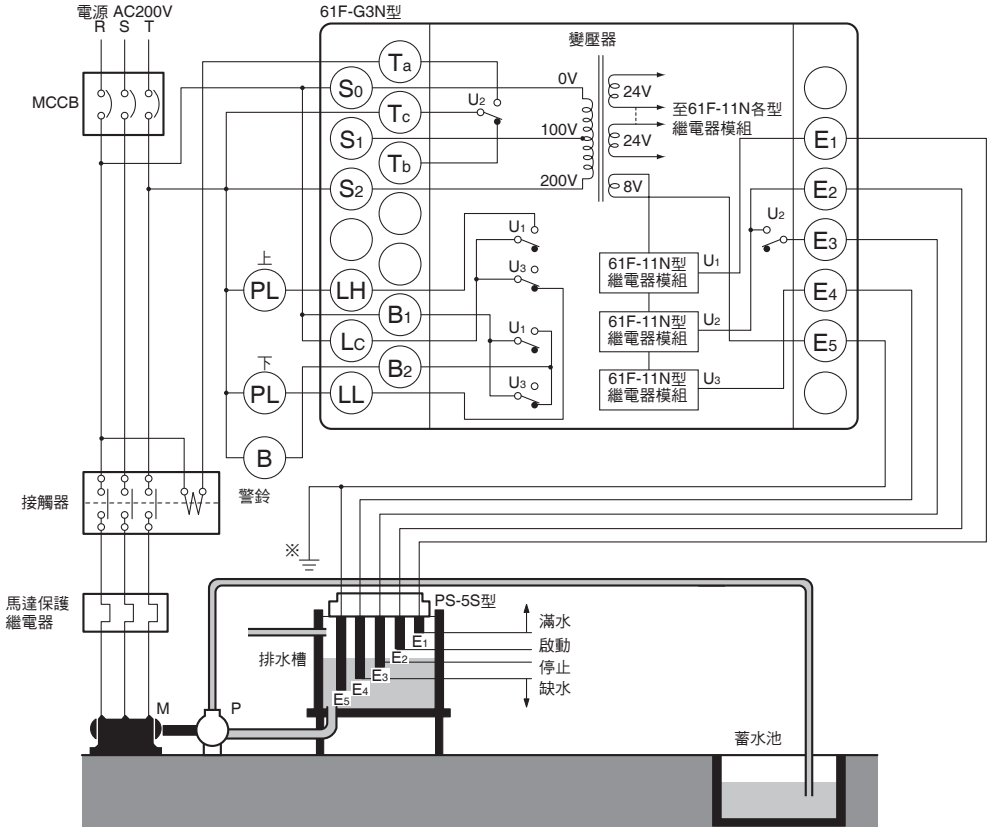 電源 AC200V
R S T
61F-G3N型
MCCB
Ta
S0
Tc
S1
Tb
S2
U2
變壓器
0V
100V
200V
24V
24V
8V
至61F-11N各型
繼電器模組
E1
E2
U2
E3
E4
E5
上
PL
LH
B1
LC
B2
下
PL
LL
B
警鈴
U1
U3
U1
U3
61F-11N型
繼電器模組
U1
61F-11N型
繼電器模組
U2
61F-11N型
繼電器模組
U3
接觸器
※
馬達保護
繼電器
PS-5S型
排水槽
E1
E2
E3
E4
E5
滿水
啟動
停止
缺水
M
P
蓄水池